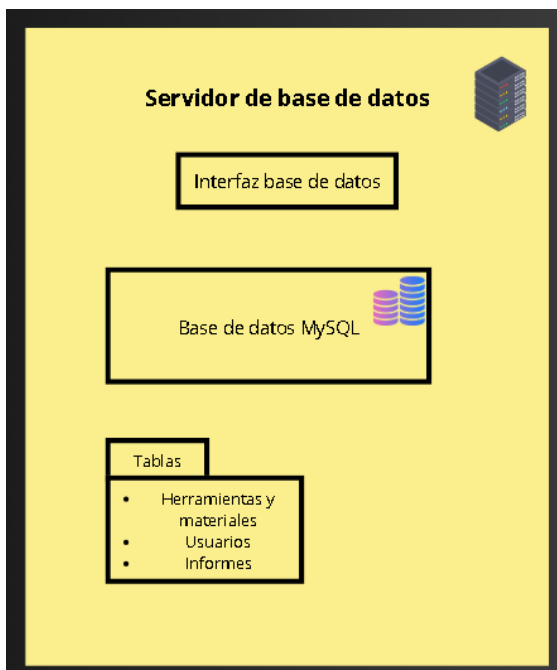 Servidor de base de datos
Interfaz base de datos
Base de datos MySQL
Tablas
• Herramientas y
materiales
• Usuarios
• Informes